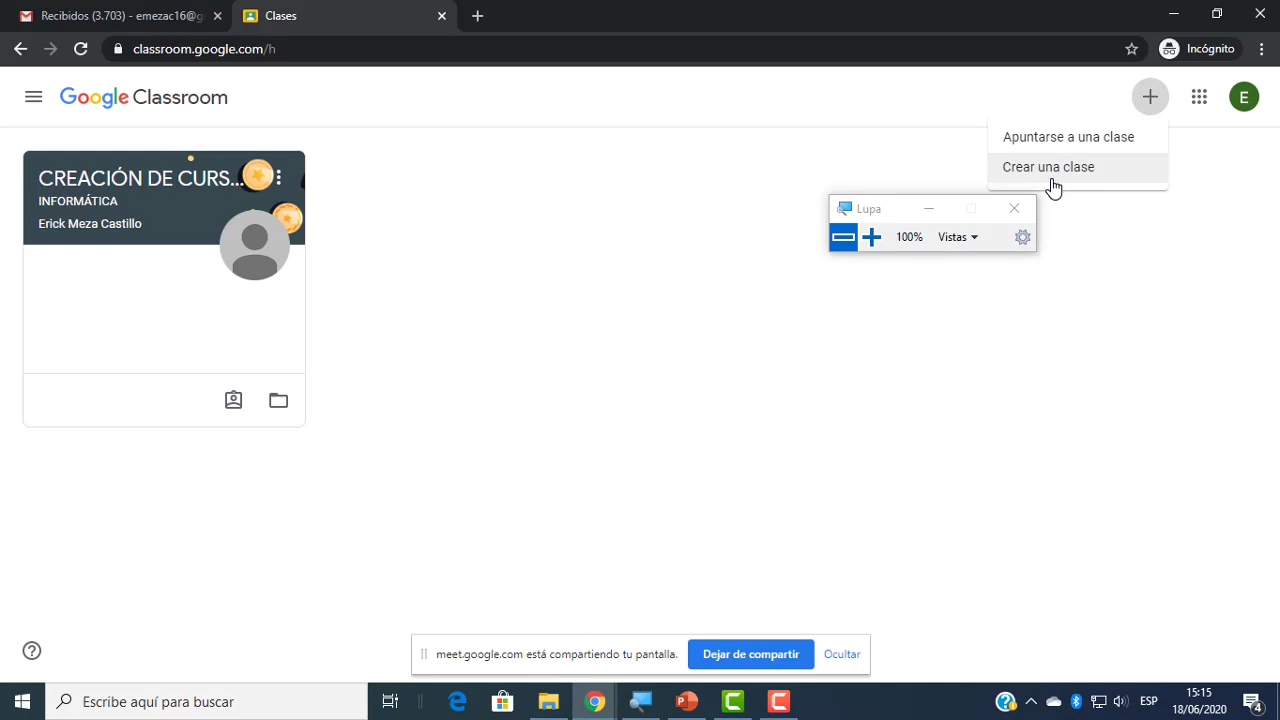 Recibidos (3.703) - emezac16@g
Clases
classroom.google.com/h
Incógnito
Google Classroom
E
Apuntarse a una clase
Crear una clase
CREACIÓN DE CURS...
INFORMÁTICA
Erick Meza Castillo
Lupa
100%
Vistas
meet.google.com está compartiendo tu pantalla.
Dejar de compartir
Ocultar
Escribe aquí para buscar
ESP
15:15
18/06/2020
4